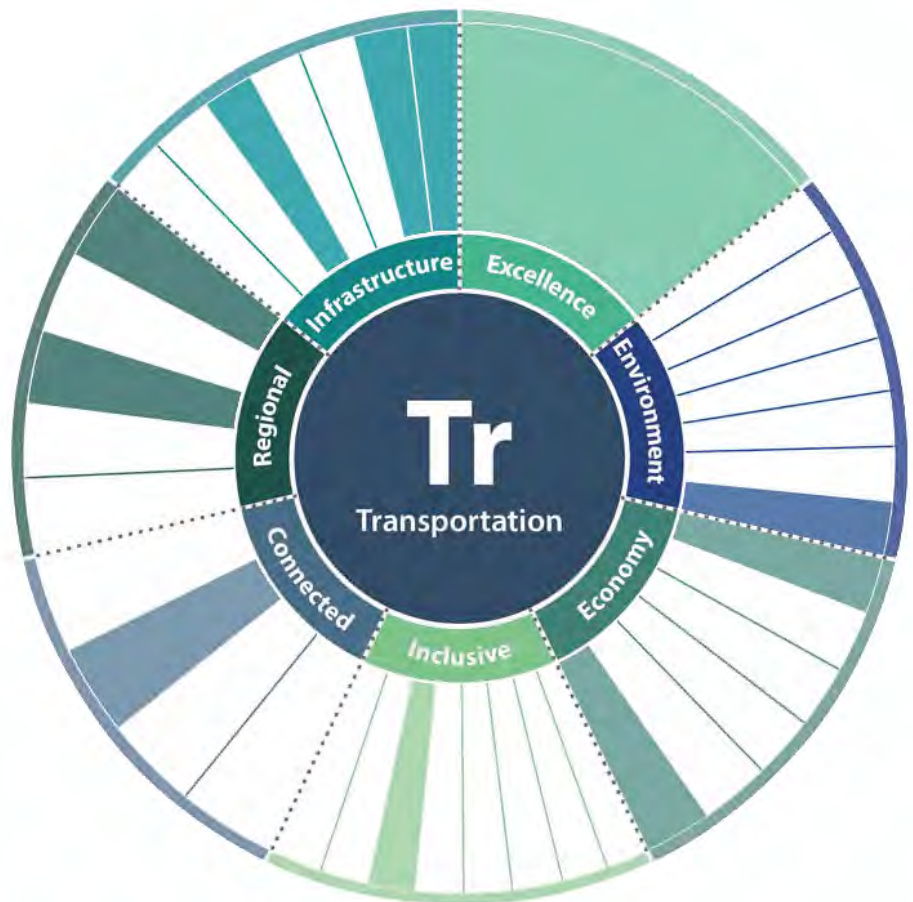 Tr
Transportation
Excellence
Environment
Economy
Inclusive
Connected
Regional
Infrastructure